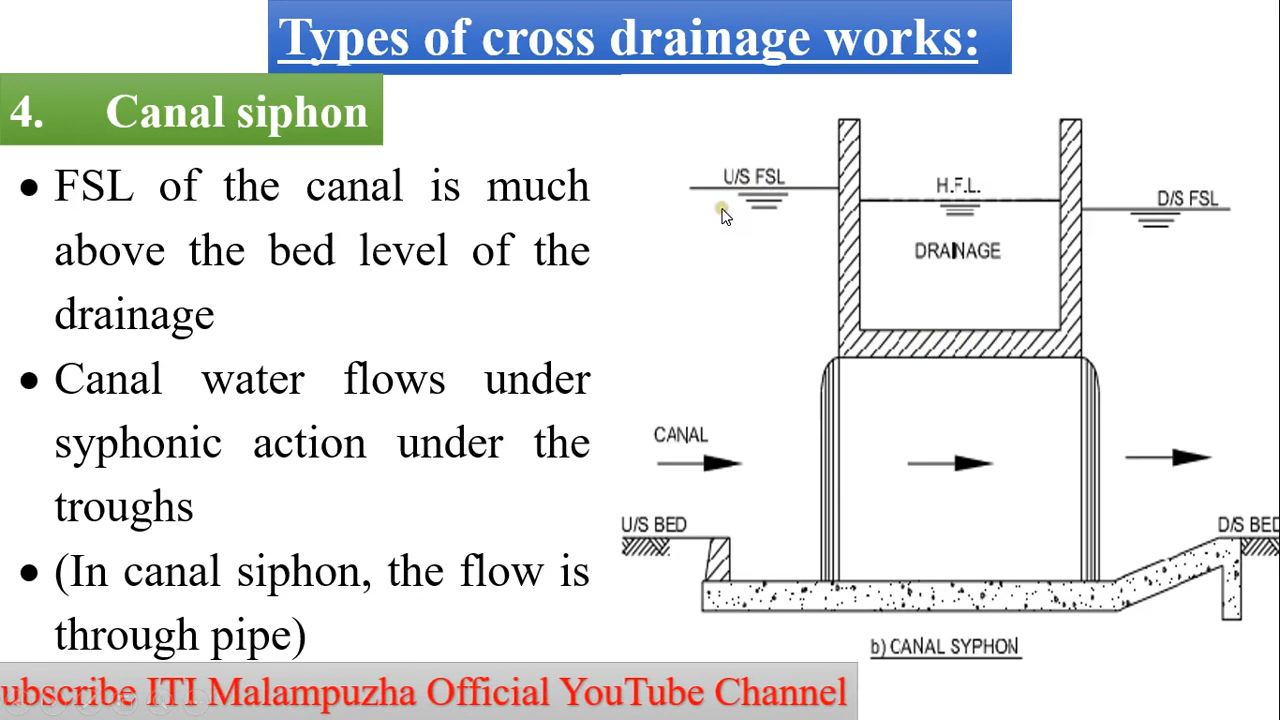 Types of cross drainage works:
4. Canal siphon
• FSL of the canal is much
above the bed level of the
drainage
• Canal water flows under
syphonic action under the
troughs
• (In canal siphon, the flow is
through pipe)
U/S FSL
H.F.L.
D/S FSL
DRAINAGE
CANAL
U/S BED
D/S BED
b) CANAL SYPHON
ubscribe ITI Malampuzha Official YouTube Channel